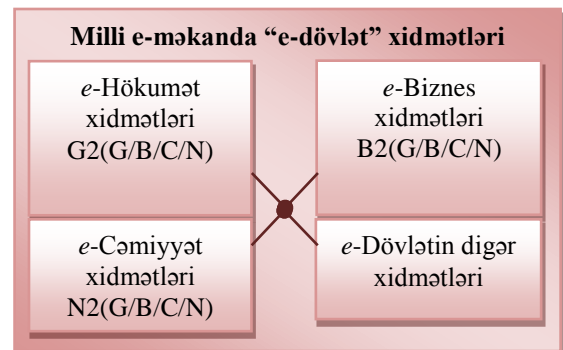 Milli e-məkanda “e-dövlət” xidmətləri
e-Hökumət
xidmətləri
G2(G/B/C/N)
e-Biznes
xidmətləri
B2(G/B/C/N)
e-Cəmiyyət
xidmətləri
N2(G/B/C/N)
e-Dövlətin digər
xidmətləri